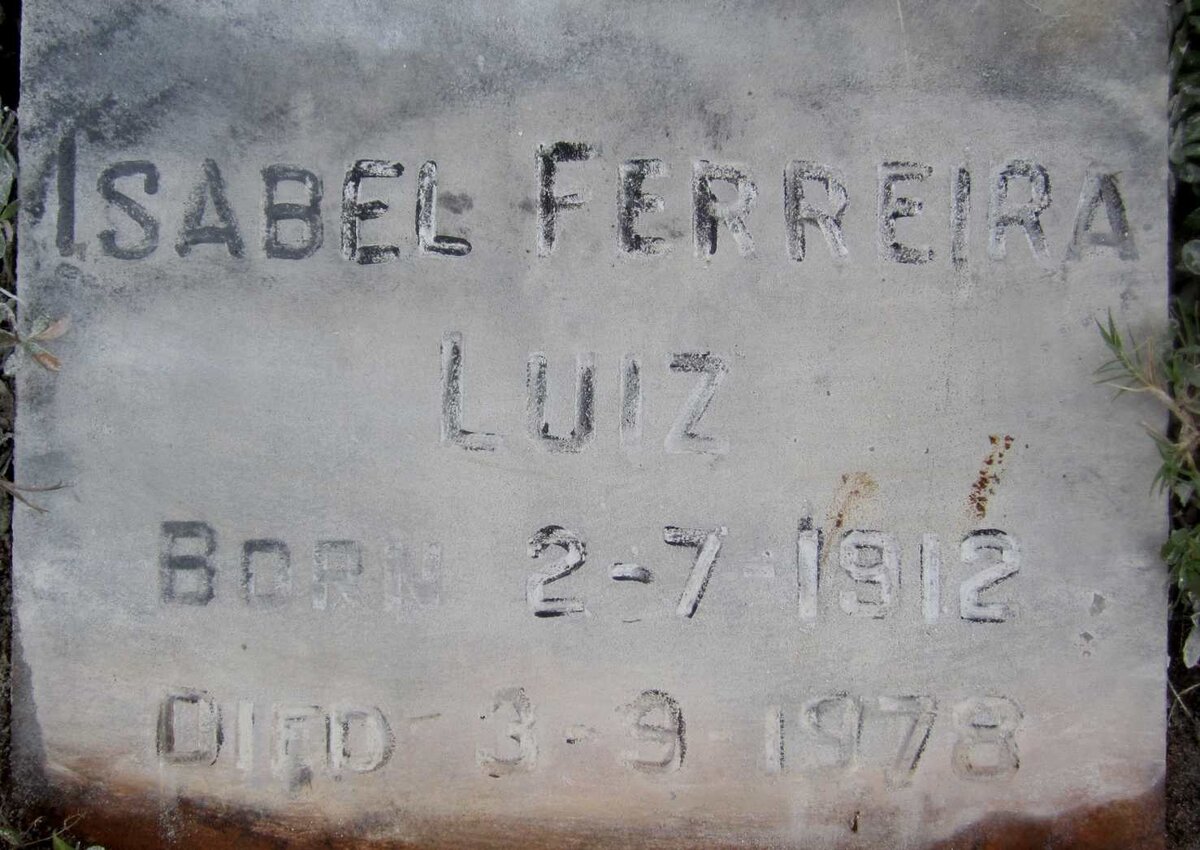 ISABEL FERREIRA
LUIZ
BORN 2-7-1912
DIED 3-9-1978